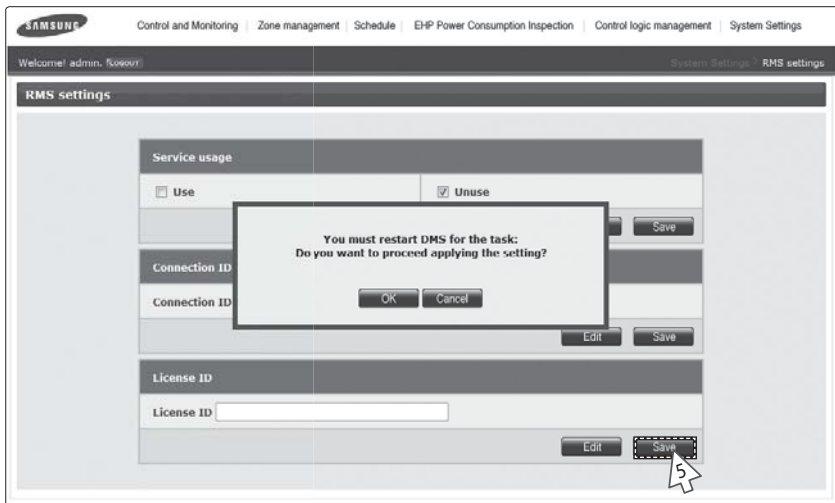 SAMSUNG
Control and Monitoring | Zone management | Schedule | EHP Power Consumption Inspection | Control logic management | System Settings
Welcome! admin. Logout
System Settings > RMS settings
RMS settings
Service usage
Use
Unuse
Save
You must restart DMS for the task:
Do you want to proceed applying the setting?
OK Cancel
Connection ID
Connection ID
Edit Save
License ID
License ID
Edit Save
5